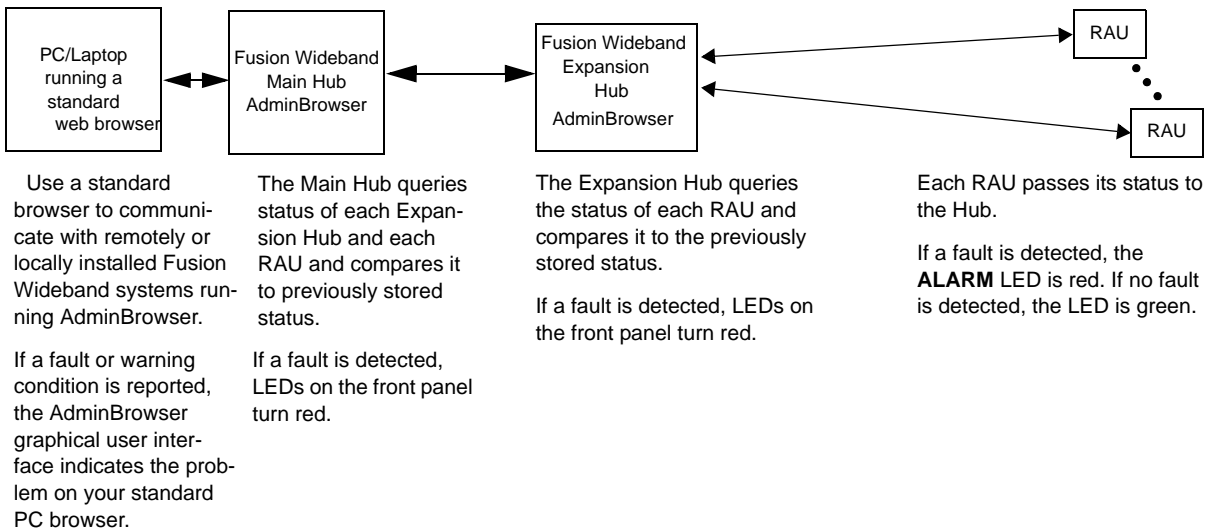 PC/Laptop
running a
standard
web browser
Fusion Wideband
Main Hub
AdminBrowser
Fusion Wideband
Expansion
Hub
AdminBrowser
RAU
RAU
Use a standard
browser to communi-
cate with remotely or
locally installed Fusion
Wideband systems run-
ning AdminBrowser.
If a fault or warning
condition is reported,
the AdminBrowser
graphical user inter-
face indicates the prob-
lem on your standard
PC browser.
The Main Hub queries
status of each Expan-
sion Hub and each
RAU and compares it
to previously stored
status.
If a fault is detected,
LEDs on the front panel
turn red.
The Expansion Hub queries
the status of each RAU and
compares it to the previously
stored status.
If a fault is detected, LEDs on
the front panel turn red.
Each RAU passes its status to
the Hub.
If a fault is detected, the
ALARM LED is red. If no fault
is detected, the LED is green.